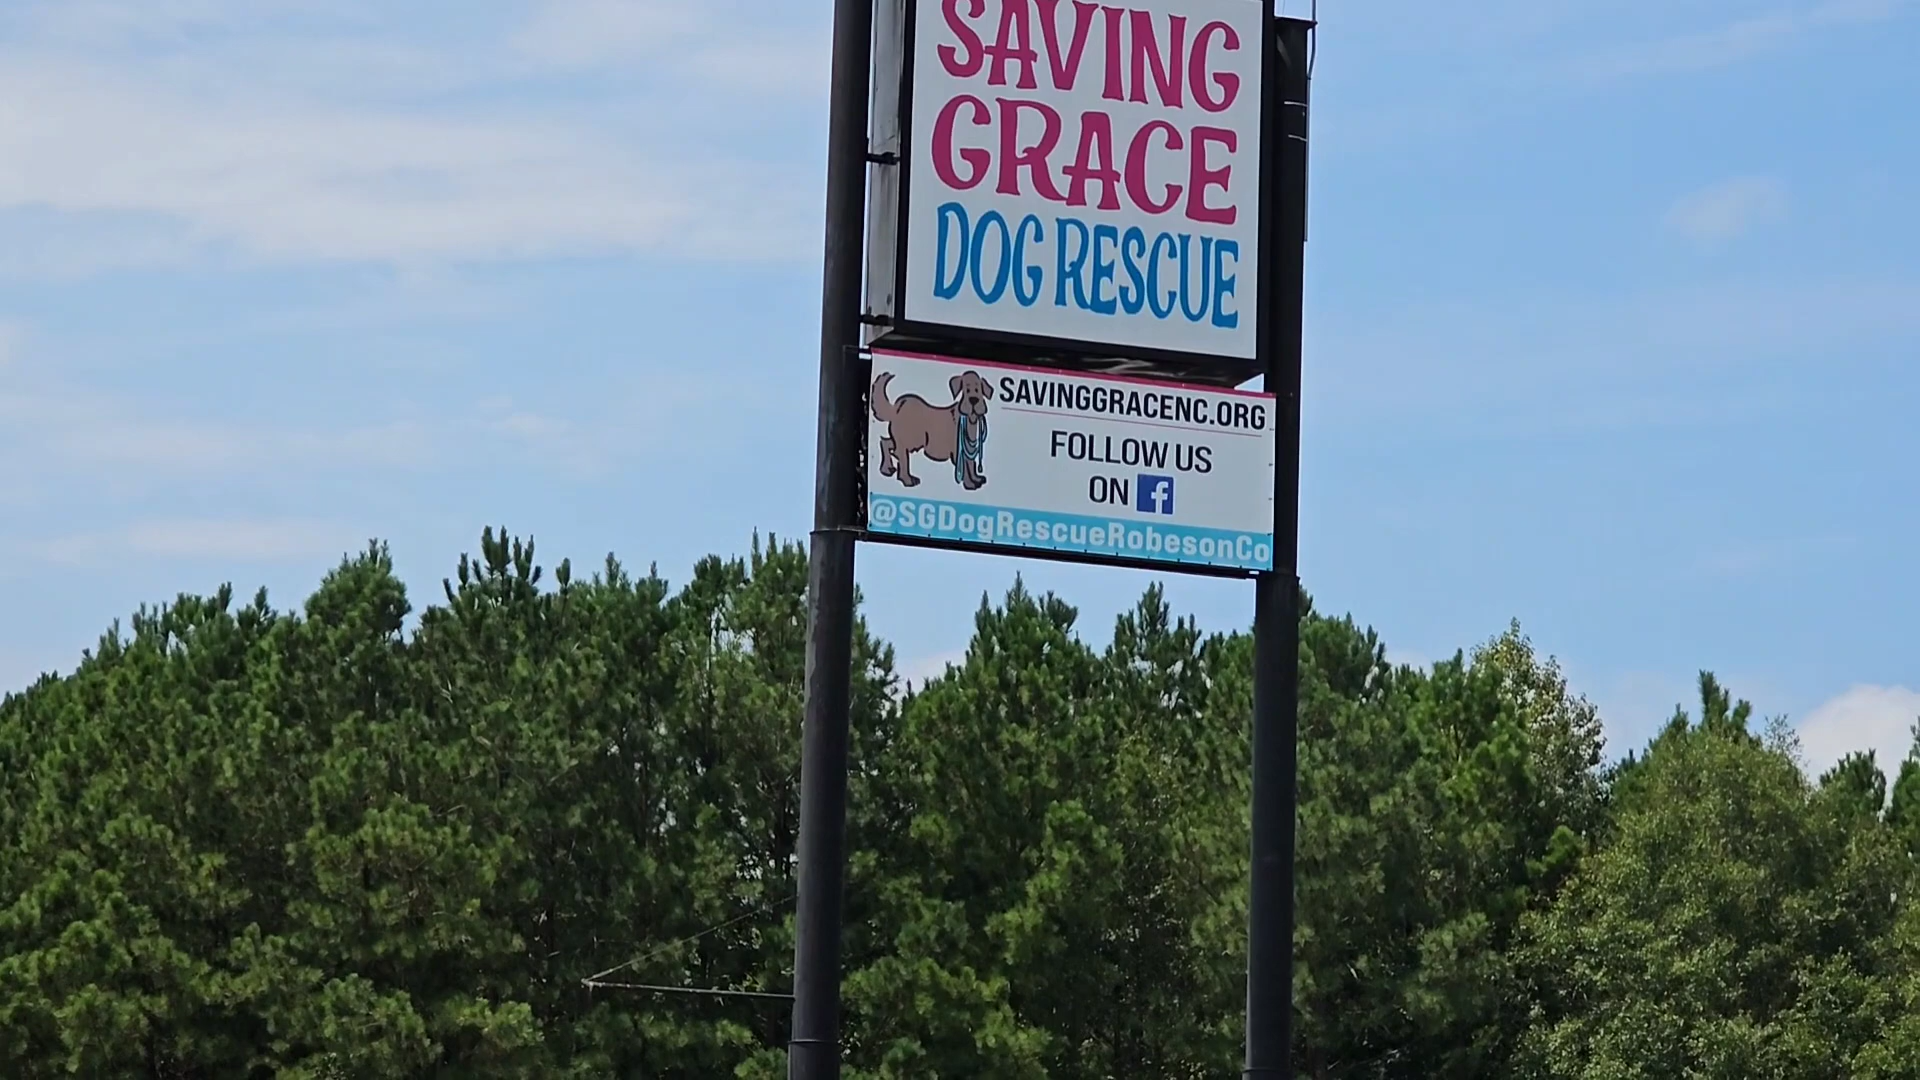 SAVING
GRACE
DOG RESCUE
SAVINGGRACENC.ORG
FOLLOW US
ON f
@SGDogRescueRobesonCo